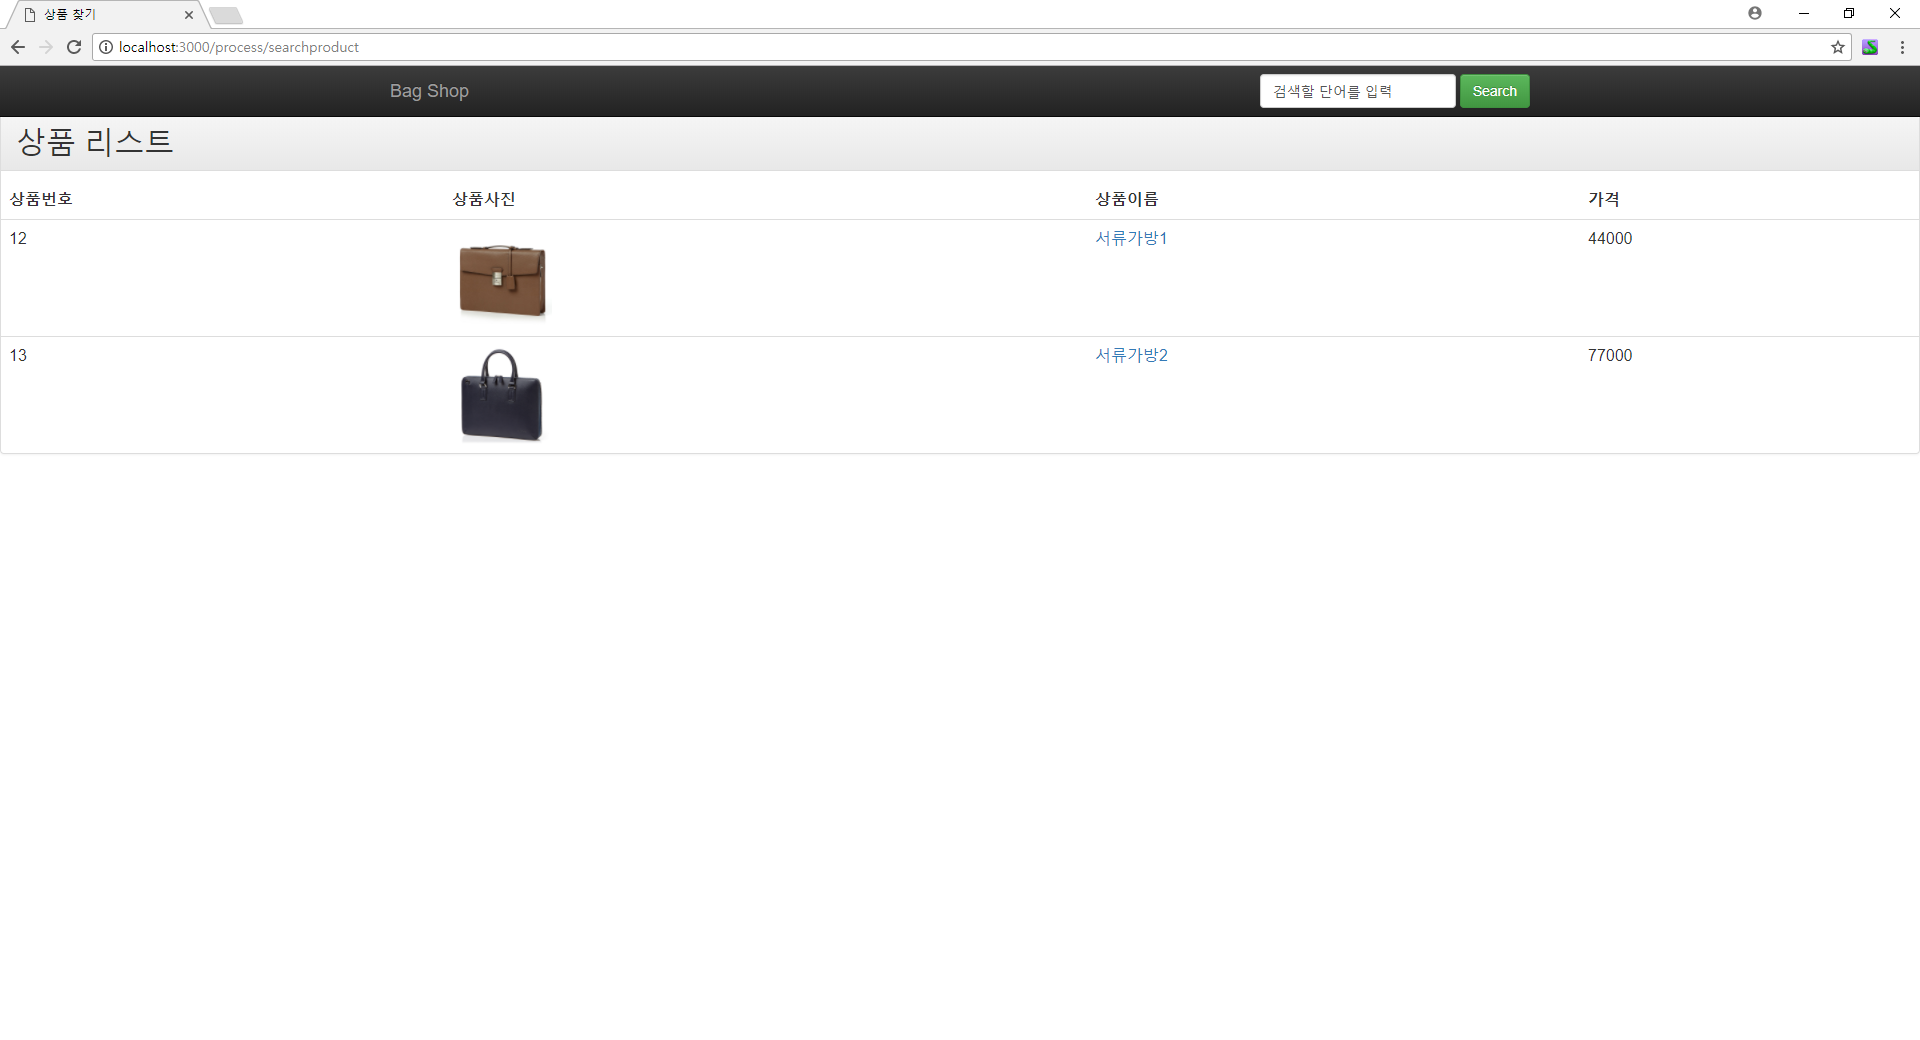 상품 찾기
localhost:3000/process/searchproduct
Bag Shop 검색할 단어를 입력 Search
상품 리스트
상품번호 상품사진 상품이름 가격
12 서류가방1 44000
13 서류가방2 77000